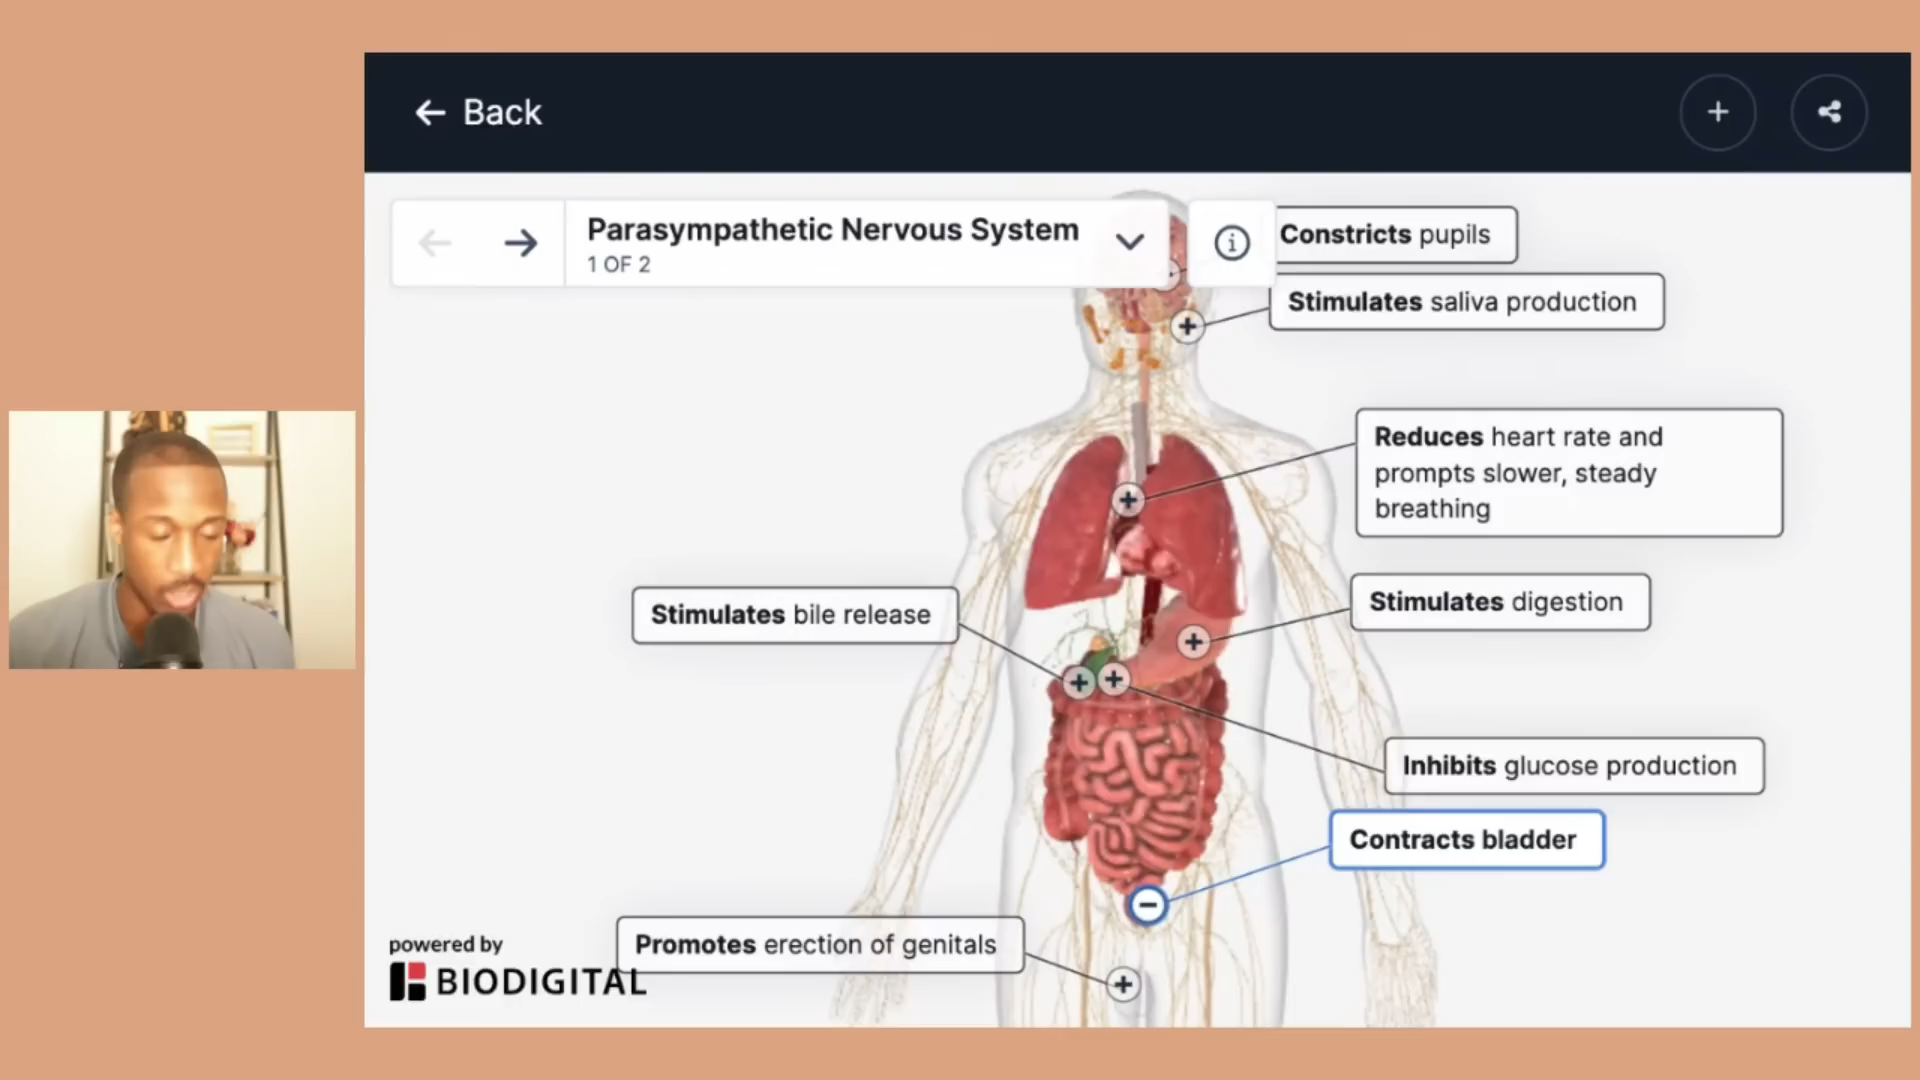 Back
Parasympathetic Nervous System
1 OF 2
Constricts pupils
Stimulates saliva production
Reduces heart rate and
prompts slower, steady
breathing
Stimulates bile release
Stimulates digestion
Inhibits glucose production
Contracts bladder
Promotes erection of genitals
powered by
BIODIGITAL